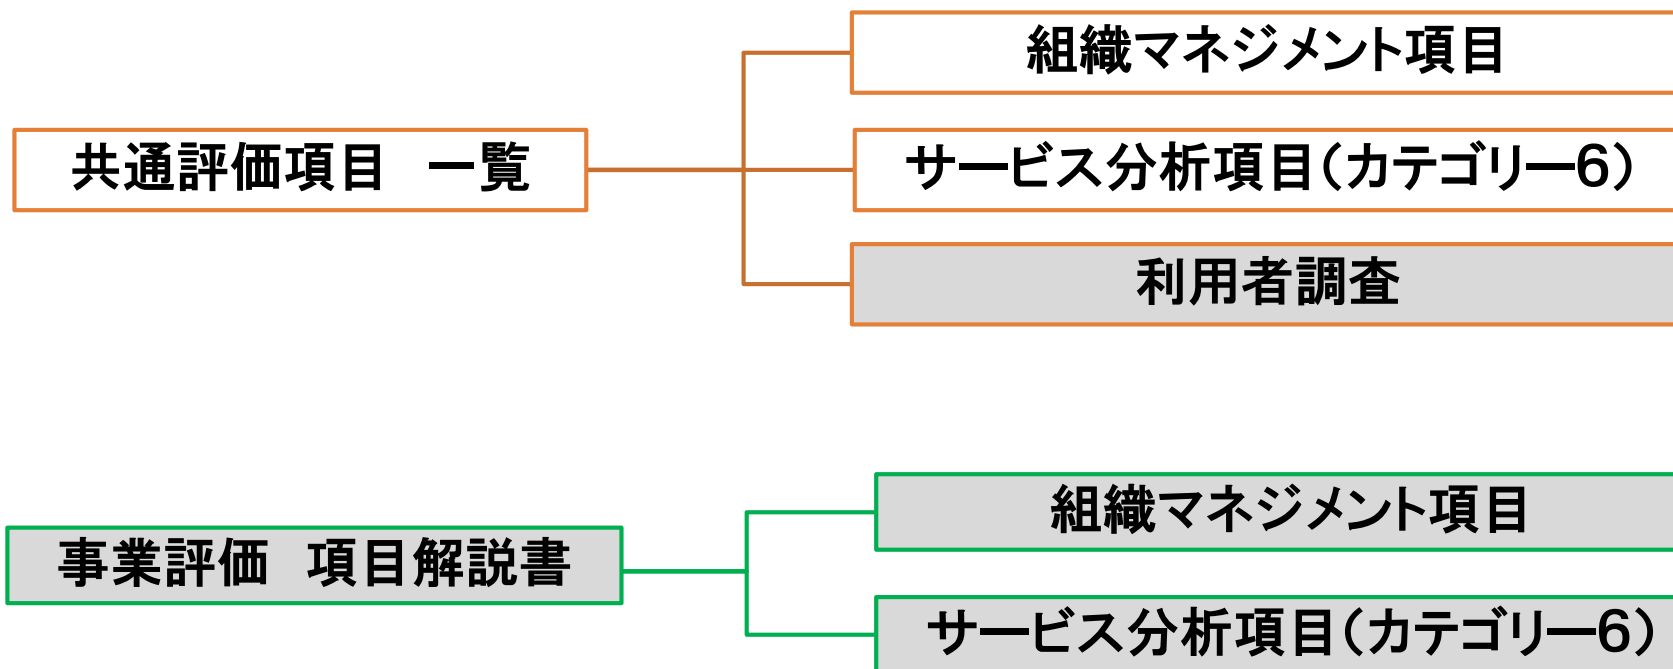 組織マネジメント項目
共通評価項目　一覧
サービス分析項目(カテゴリー6)
利用者調査
組織マネジメント項目
事業評価　項目解説書
サービス分析項目(カテゴリー6)